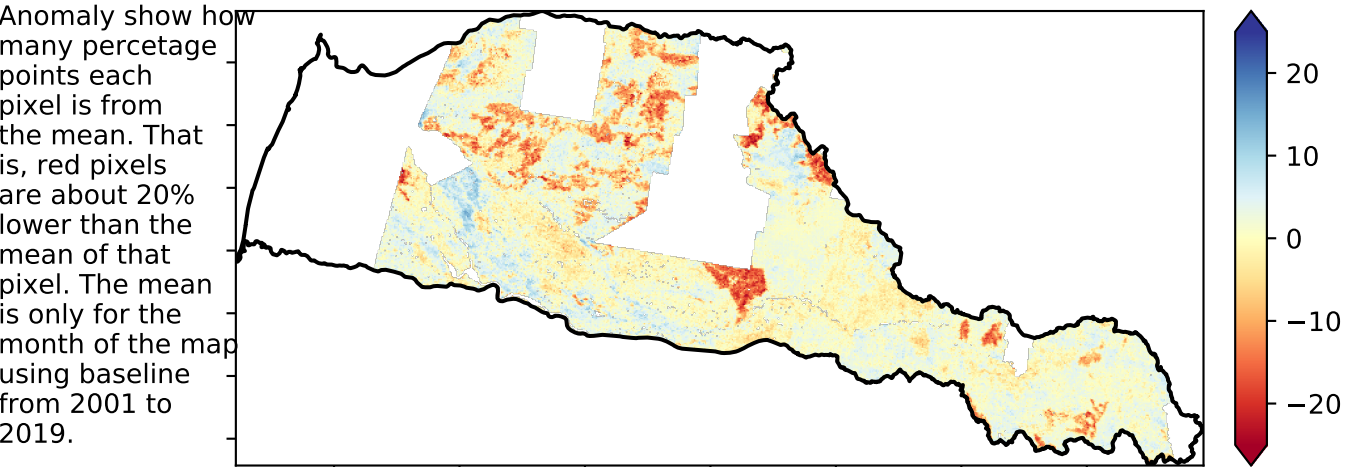 Anomaly show how
many percetage
points each
pixel is from
the mean. That
is, red pixels
are about 20%
lower than the
mean of that
pixel. The mean
is only for the
month of the map
using baseline
from 2001 to
2019.
20
10
0
−10
−20